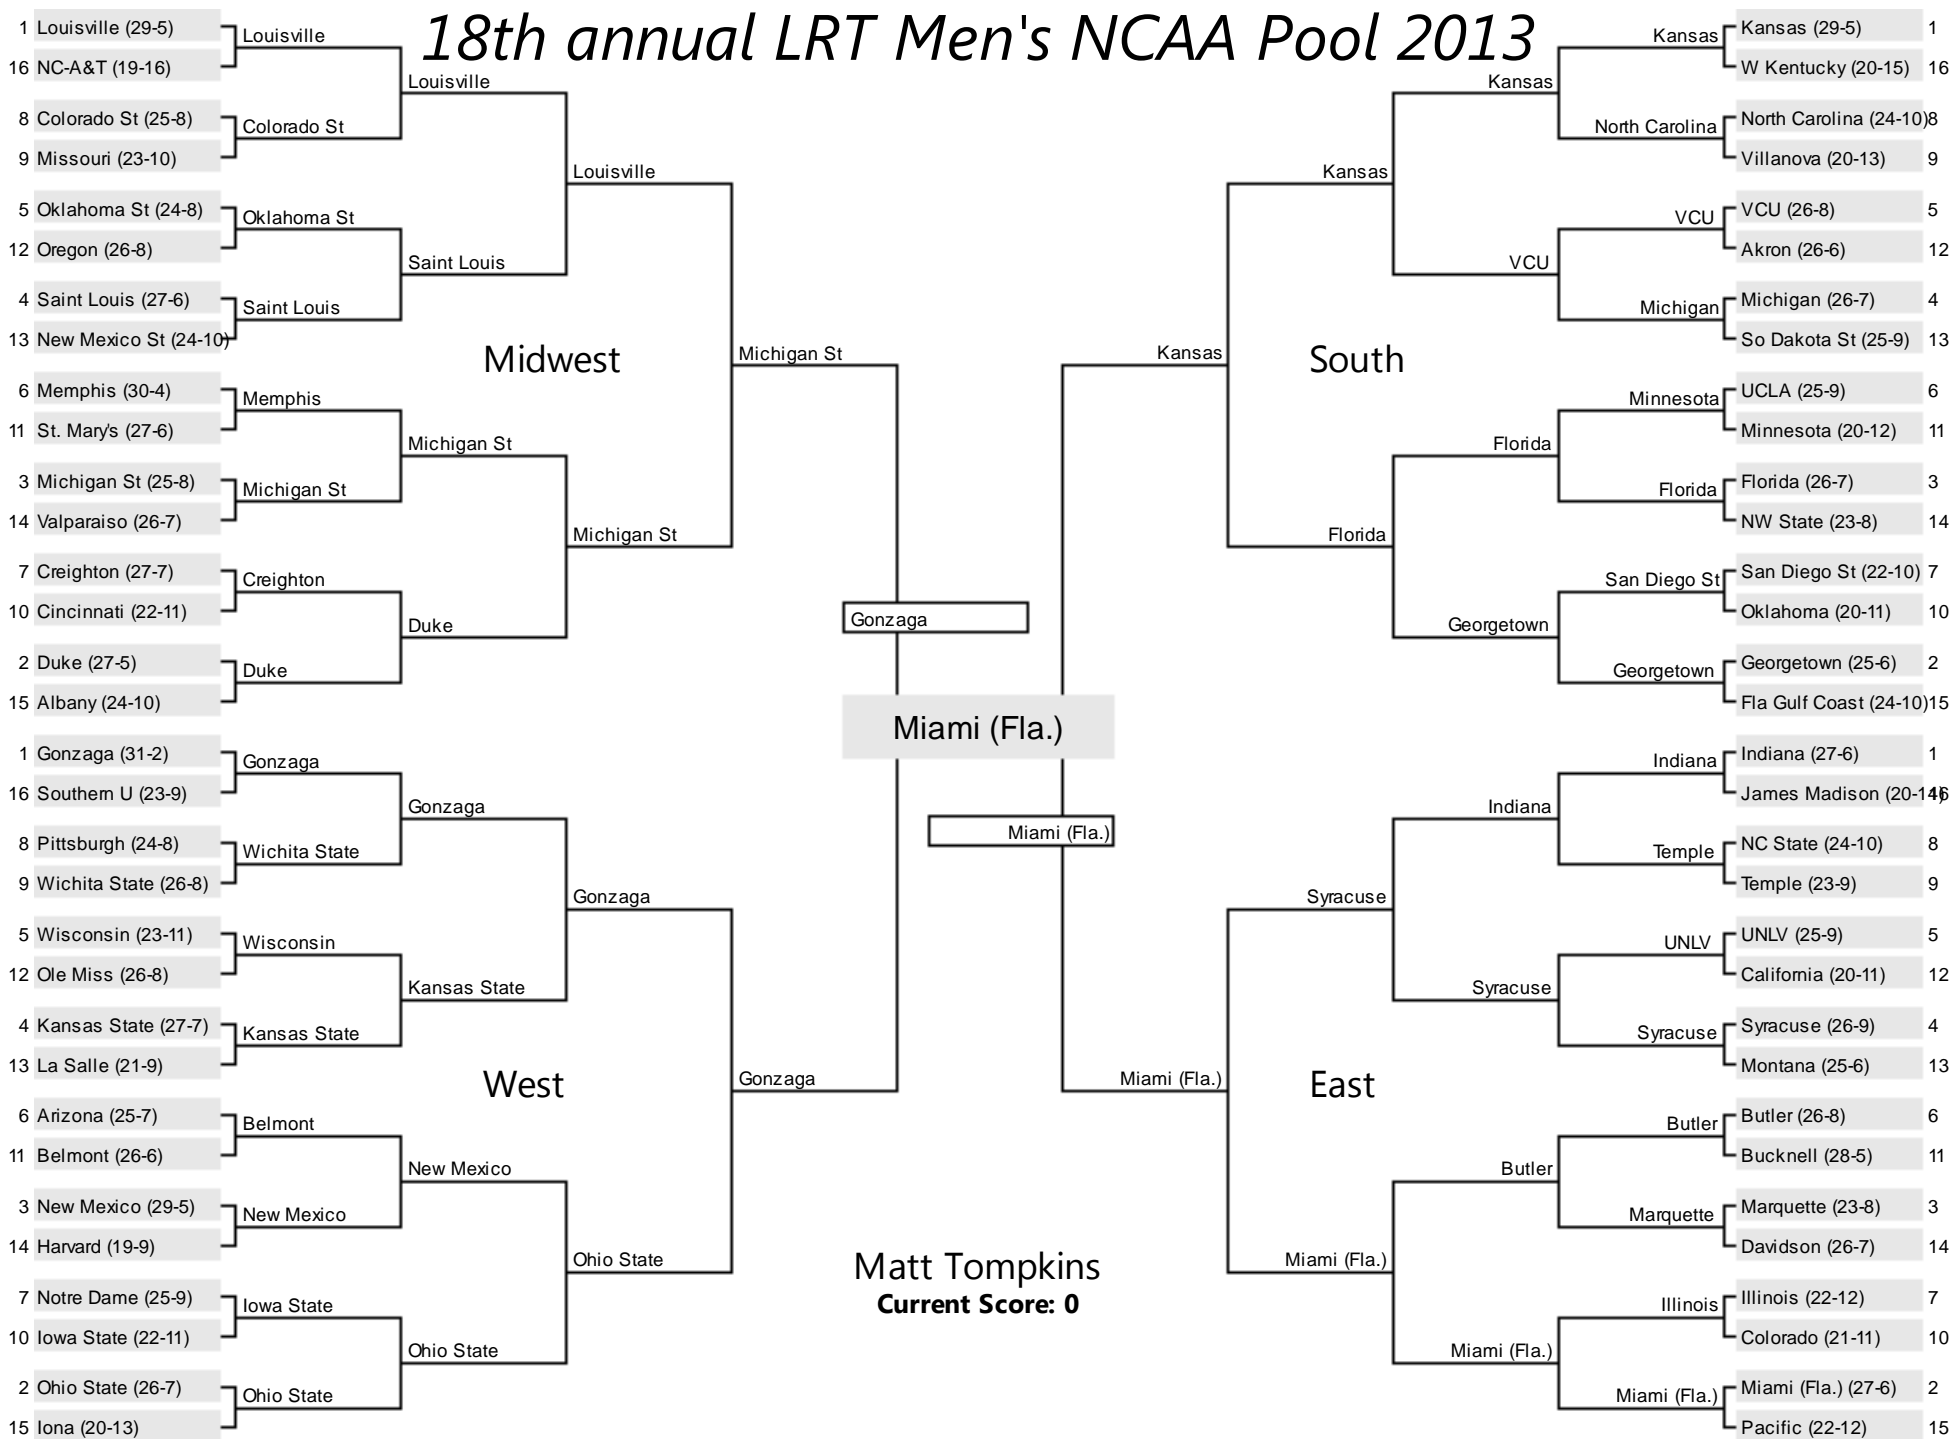 18th annual LRT Men's NCAA Pool 2013
1 Louisville (29-5)
16 NC-A&T (19-16)
8 Colorado St (25-8)
9 Missouri (23-10)
5 Oklahoma St (24-8)
12 Oregon (26-8)
4 Saint Louis (27-6)
13 New Mexico St (24-10)
6 Memphis (30-4)
11 St. Mary's (27-6)
3 Michigan St (25-8)
14 Valparaiso (26-7)
7 Creighton (27-7)
10 Cincinnati (22-11)
2 Duke (27-5)
15 Albany (24-10)
Louisville
Colorado St
Oklahoma St
Saint Louis
Memphis
Michigan St
Creighton
Duke
Louisville
Saint Louis
Michigan St
Duke
Louisville
Michigan St
Michigan St
Midwest
1 Gonzaga (31-2)
16 Southern U (23-9)
8 Pittsburgh (24-8)
9 Wichita State (26-8)
5 Wisconsin (23-11)
12 Ole Miss (26-8)
4 Kansas State (27-7)
13 La Salle (21-9)
6 Arizona (25-7)
11 Belmont (26-6)
3 New Mexico (29-5)
14 Harvard (19-9)
7 Notre Dame (25-9)
10 Iowa State (22-11)
2 Ohio State (26-7)
15 Iona (20-13)
Gonzaga
Wichita State
Wisconsin
Kansas State
Belmont
New Mexico
Iowa State
Ohio State
Gonzaga
Kansas State
New Mexico
Ohio State
Gonzaga
Ohio State
Gonzaga
West
Gonzaga
Miami (Fla.)
Miami (Fla.)
Matt Tompkins
Current Score: 0
Kansas (29-5) 1
W Kentucky (20-15) 16
North Carolina (24-10) 8
Villanova (20-13) 9
VCU (26-8) 5
Akron (26-6) 12
Michigan (26-7) 4
So Dakota St (25-9) 13
UCLA (25-9) 6
Minnesota (20-12) 11
Florida (26-7) 3
NW State (23-8) 14
San Diego St (22-10) 7
Oklahoma (20-11) 10
Georgetown (25-6) 2
Fla Gulf Coast (24-10) 15
Kansas
North Carolina
VCU
Michigan
Minnesota
Florida
San Diego St
Georgetown
Kansas
VCU
Florida
Georgetown
Kansas
Florida
Kansas
South
Indiana (27-6) 1
James Madison (20-14) 16
NC State (24-10) 8
Temple (23-9) 9
UNLV (25-9) 5
California (20-11) 12
Syracuse (26-9) 4
Montana (25-6) 13
Butler (26-8) 6
Bucknell (28-5) 11
Marquette (23-8) 3
Davidson (26-7) 14
Illinois (22-12) 7
Colorado (21-11) 10
Miami (Fla.) (27-6) 2
Pacific (22-12) 15
Indiana
Temple
UNLV
Syracuse
Butler
Marquette
Illinois
Miami (Fla.)
Indiana
Syracuse
Butler
Miami (Fla.)
Syracuse
Miami (Fla.)
Miami (Fla.)
East